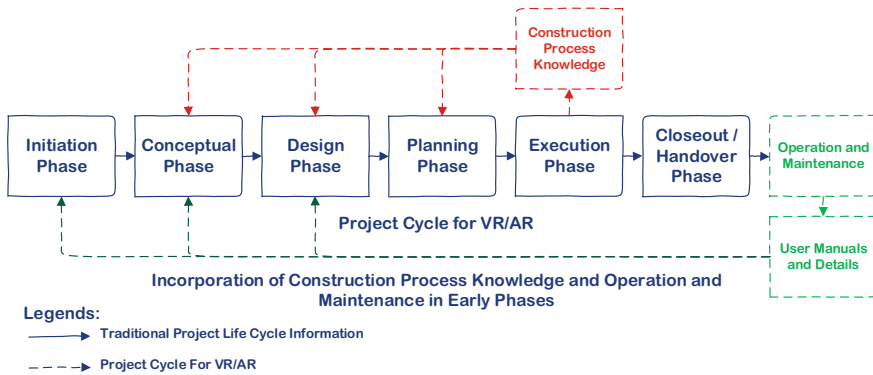 Construction
Process
Knowledge
Initiation
Phase
Conceptual
Phase
Design
Phase
Planning
Phase
Execution
Phase
Closeout /
Handover
Phase
Operation and
Maintenance
Project Cycle for VR/AR
User Manuals
and Details
Incorporation of Construction Process Knowledge and Operation and
Maintenance in Early Phases
Legends:
Traditional Project Life Cycle Information
Project Cycle For VR/AR